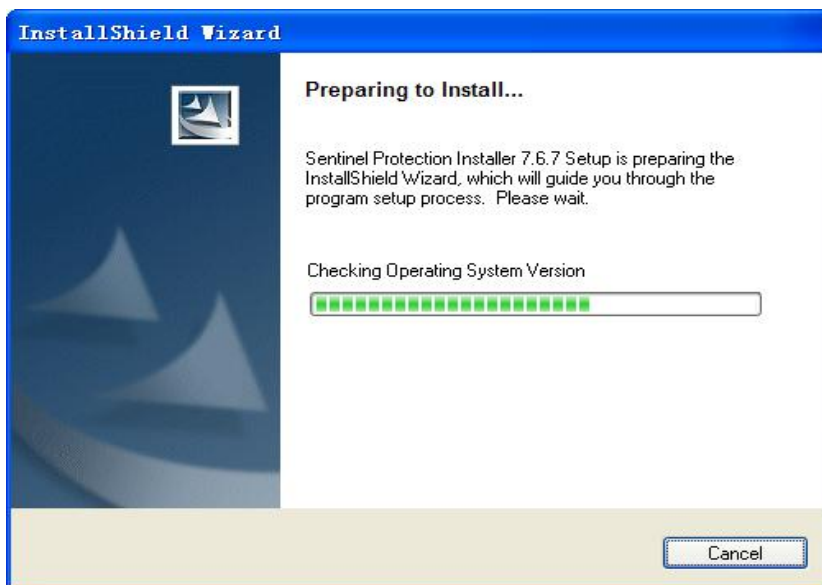 InstallShield Wizard
Preparing to Install...
Sentinel Protection Installer 7.6.7 Setup is preparing the
InstallShield Wizard, which will guide you through the
program setup process. Please wait.
Checking Operating System Version
Cancel